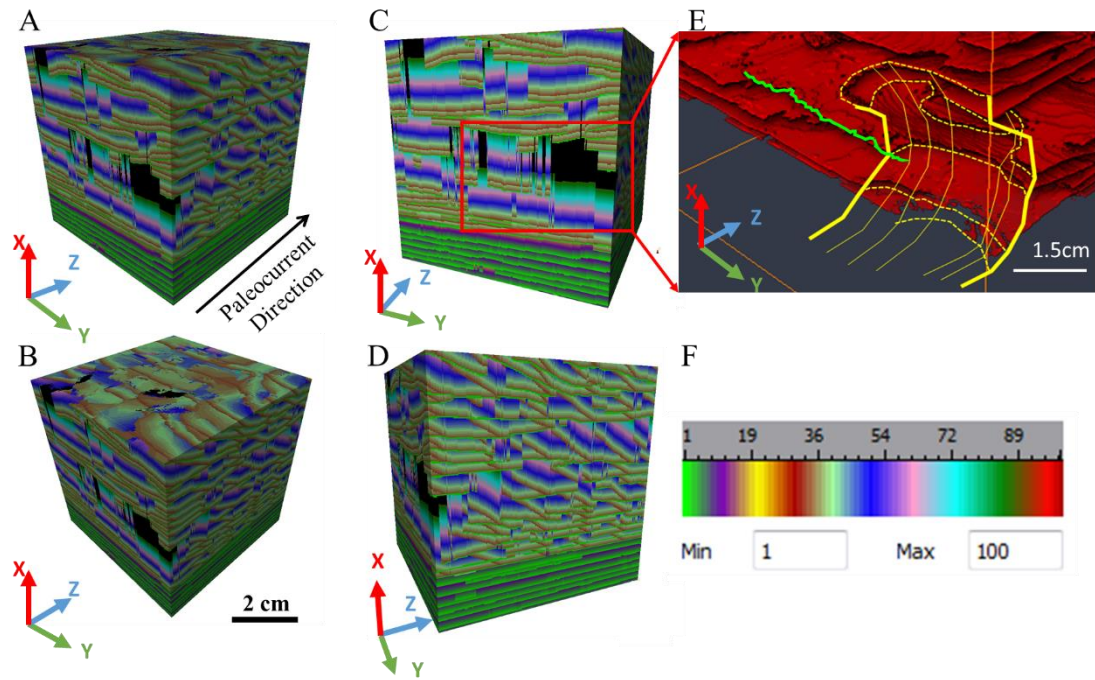 A
X
Z
Y
Paleocurrent
Direction
B
X
Z
Y
2 cm
C
X
Z
Y
D
X
Z
Y
E
X
Z
Y
1.5cm
F
1 19 36 54 72 89
Min 1 Max 100